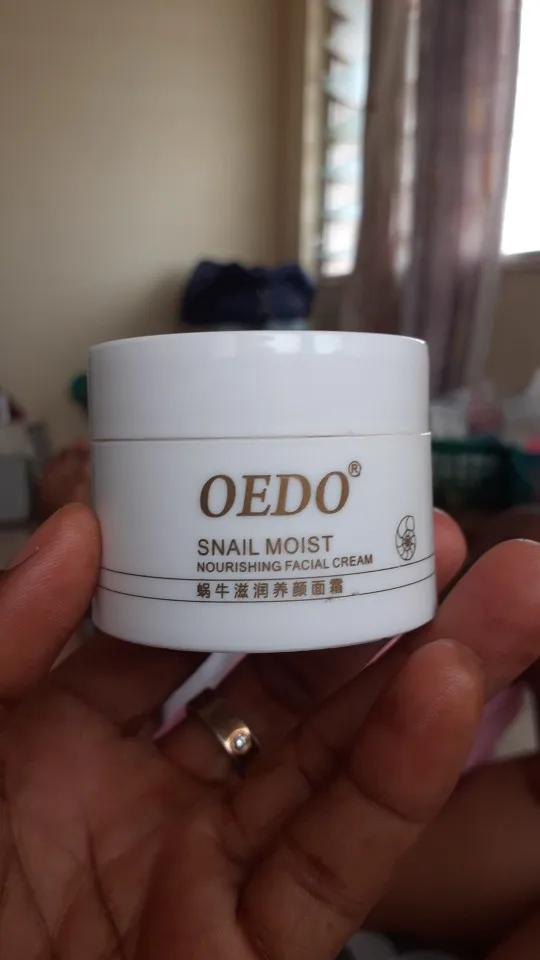 OEDO®
SNAIL MOIST
NOURISHING FACIAL CREAM
蜗牛滋润养颜面霜